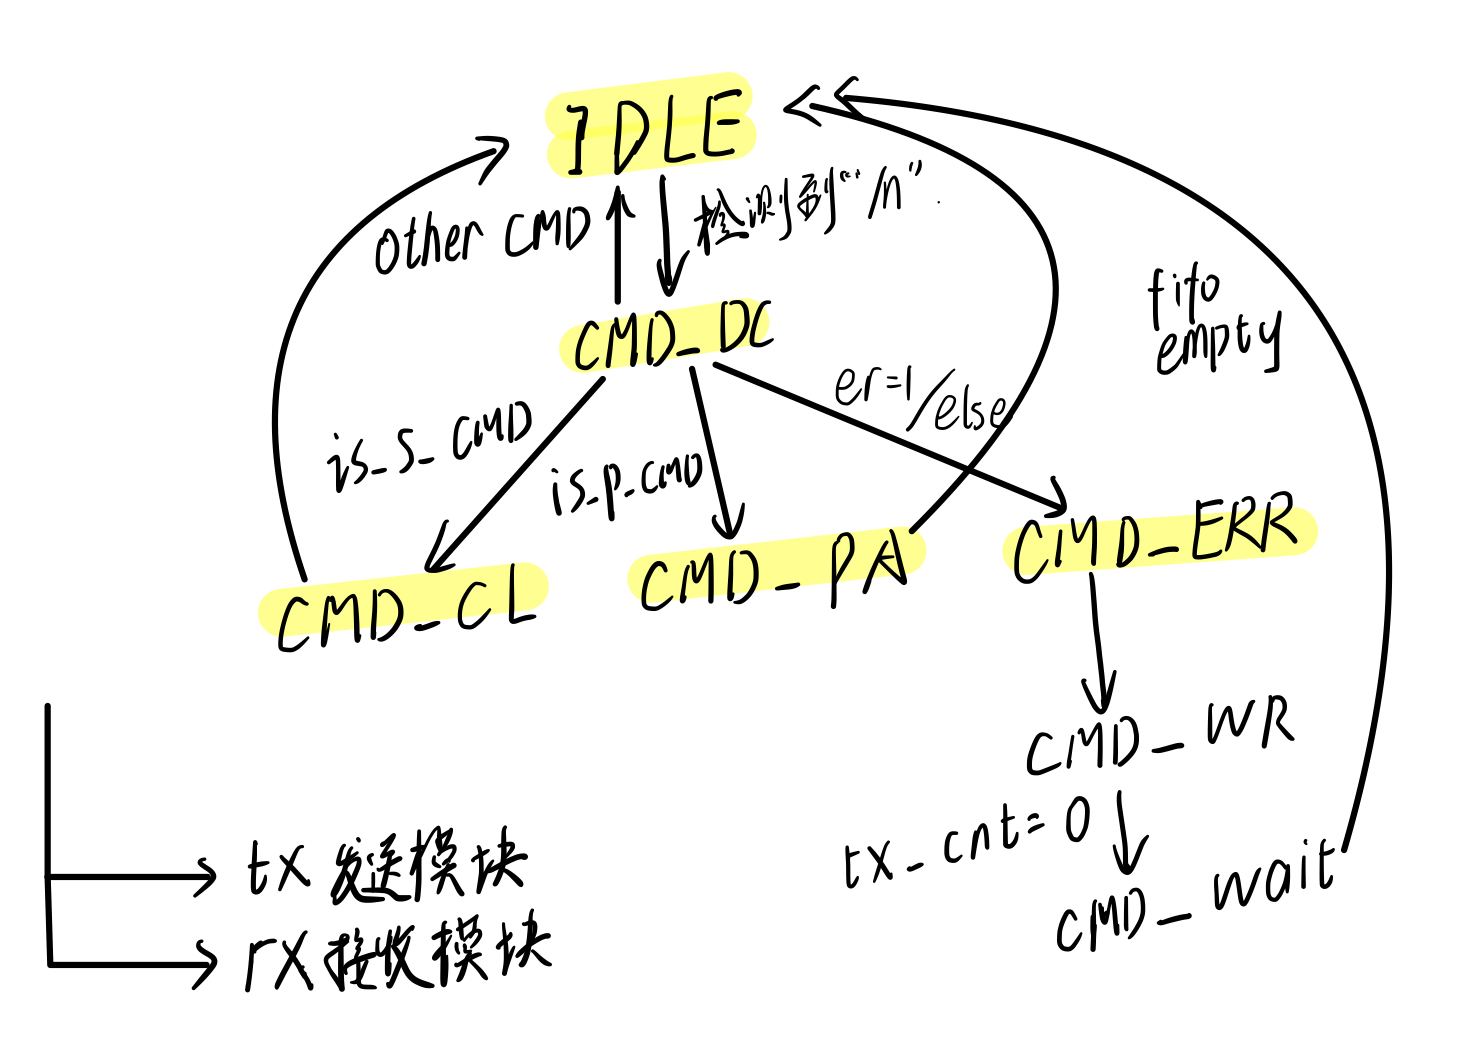 IDLE
other CMD
检测到“/n”.
CMD_DC
fifo
empty
er=1/else
is_s_CMD
is_p_CMD
CMD_CL
CMD_PA
CMD_ERR
CMD_WR
tx_cnt=0
CMD_wait
tx 发送模块
rx 接收模块